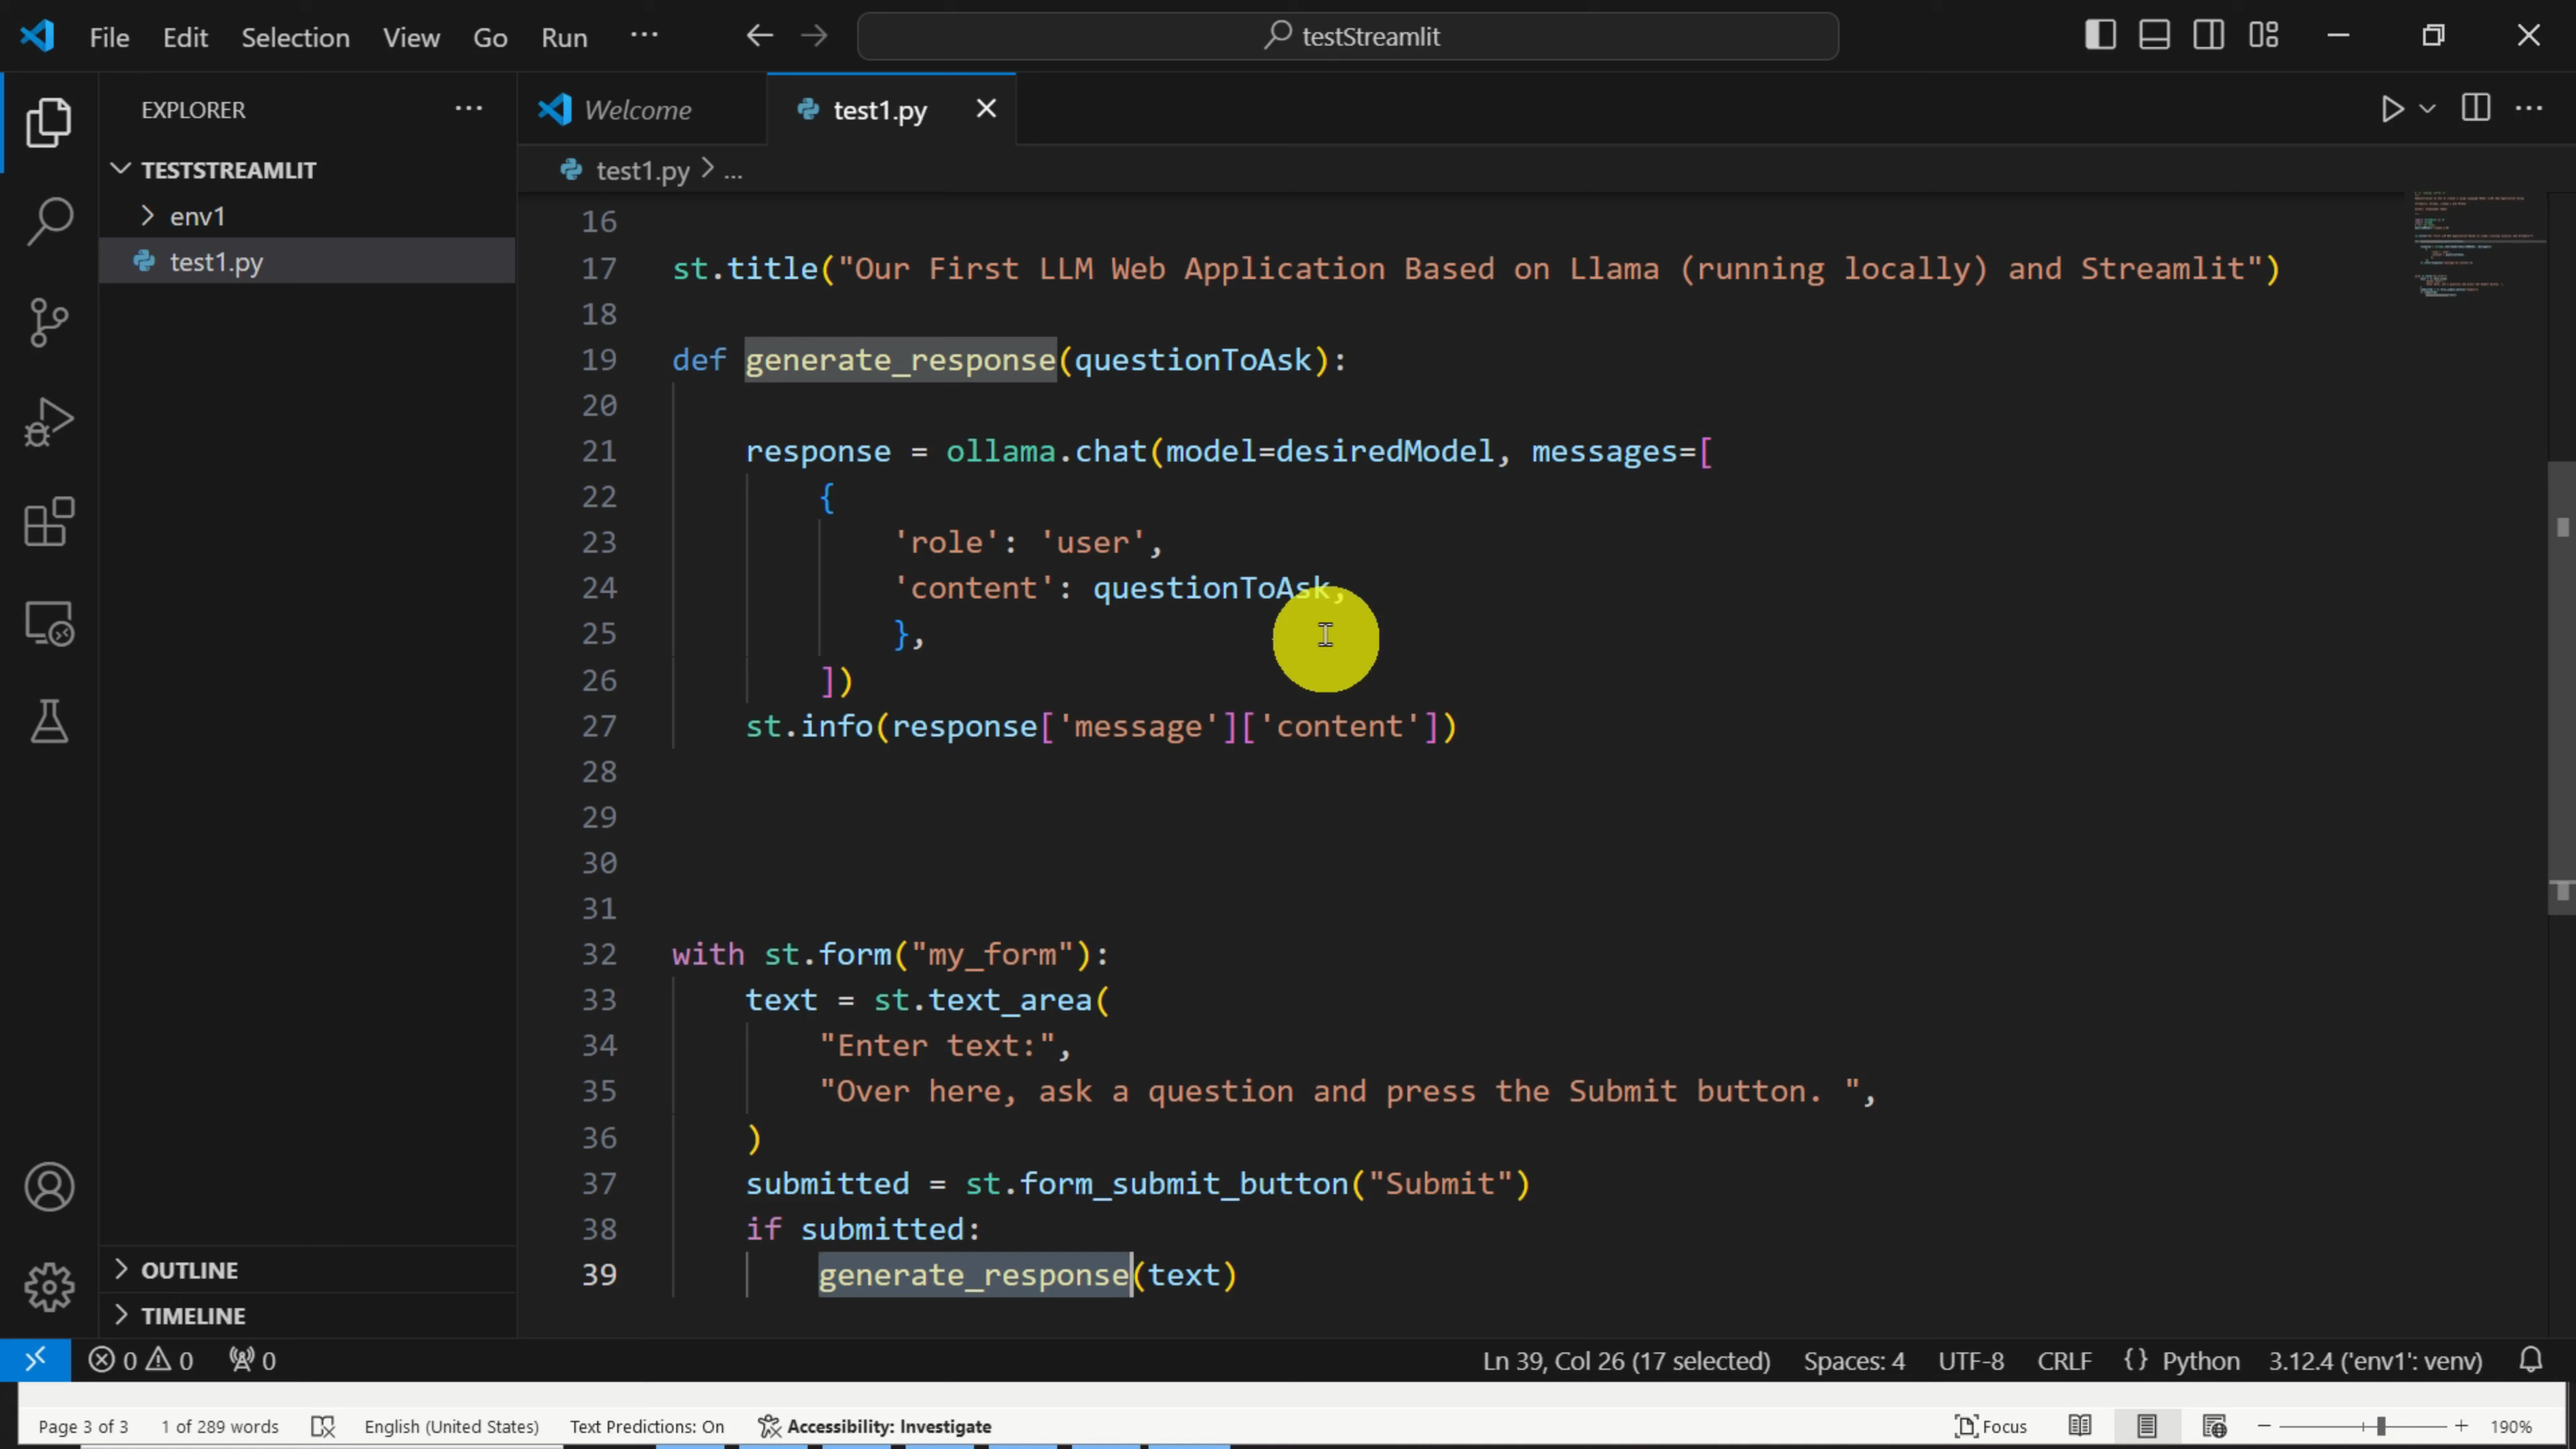 File Edit Selection View Go Run ··· testStreamlit
EXPLORER ···
TESTSTREAMLIT
env1
test1.py
Welcome test1.py
test1.py > ...
16
17 st.title("Our First LLM Web Application Based on Llama (running locally) and Streamlit")
18
19 def generate_response(questionToAsk):
20
21 response = ollama.chat(model=desiredModel, messages=[
22 {
23 'role': 'user',
24 'content': questionToAsk,
25 },
26 ])
27 st.info(response['message']['content'])
28
29
30
31
32 with st.form("my_form"):
33 text = st.text_area(
34 "Enter text:",
35 "Over here, ask a question and press the Submit button. ",
36 )
37 submitted = st.form_submit_button("Submit")
38 if submitted:
39 generate_response(text)
OUTLINE
TIMELINE
0 0 0 Ln 39, Col 26 (17 selected) Spaces: 4 UTF-8 CRLF {} Python 3.12.4 ('env1': venv)
Page 3 of 3 1 of 289 words English (United States) Text Predictions: On Accessibility: Investigate Focus 190%